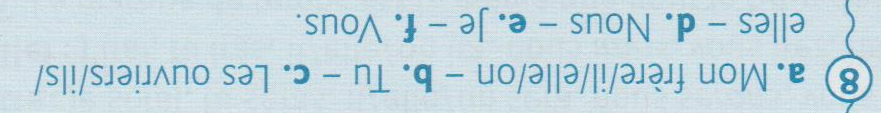 8 a. Mon frère/il/elle/on – b. Tu – c. Les ouvriers/ils/
elles – d. Nous – e. Je – f. Vous.